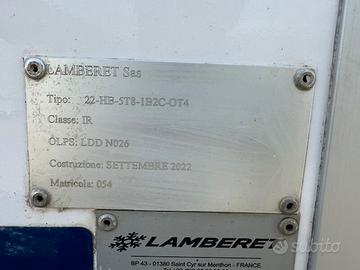 LAMBERET Sas
Tipo: 22-HB-5T8-1B2C-OT4
Classe: IR
OLPS: LDD N026
Costruzione: SETTEMBRE 2022
Matricola: 054
LAMBERET
BP 43 - 01380 Saint Cyr sur Menthon - FRANCE
subito